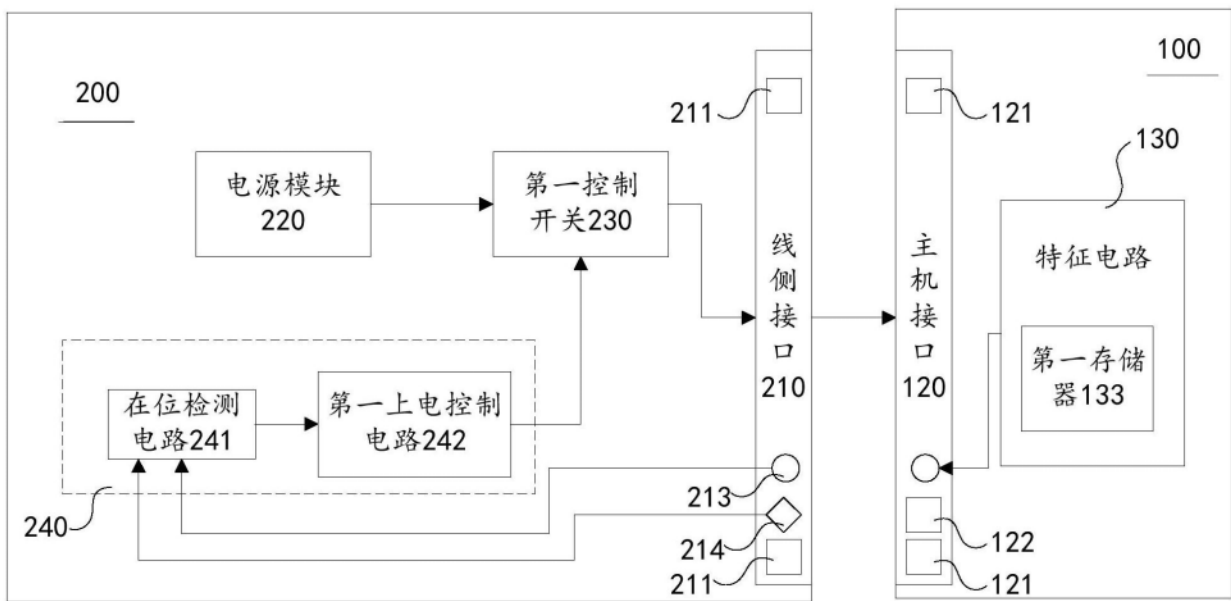 200
100
211
121
130
电源模块
220
第一控制
开关230
线
侧
接
口
210
主
机
接
口
120
特征电路
第一存储
器133
在位检测
电路241
第一上电控制
电路242
240
213
214
211
122
121